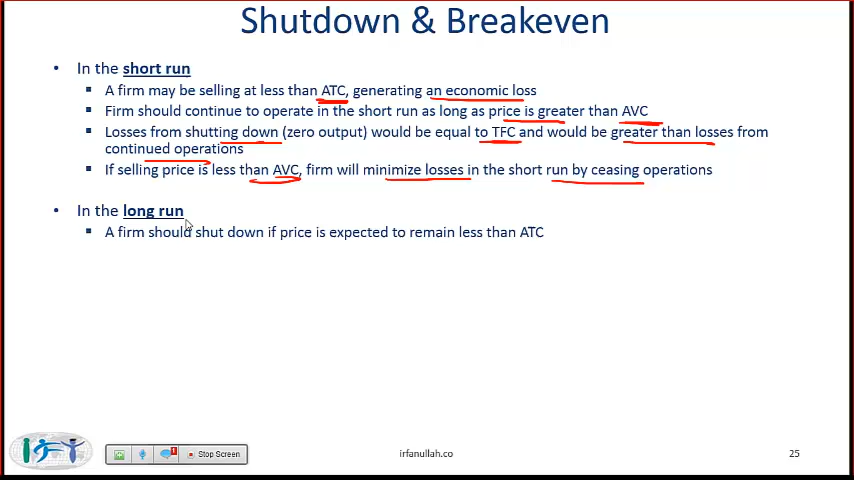 Shutdown & Breakeven
• In the short run
▪ A firm may be selling at less than ATC, generating an economic loss
▪ Firm should continue to operate in the short run as long as price is greater than AVC
▪ Losses from shutting down (zero output) would be equal to TFC and would be greater than losses from
continued operations
▪ If selling price is less than AVC, firm will minimize losses in the short run by ceasing operations
• In the long run
▪ A firm should shut down if price is expected to remain less than ATC
IFT
1
Stop Screen
irfanullah.co
25